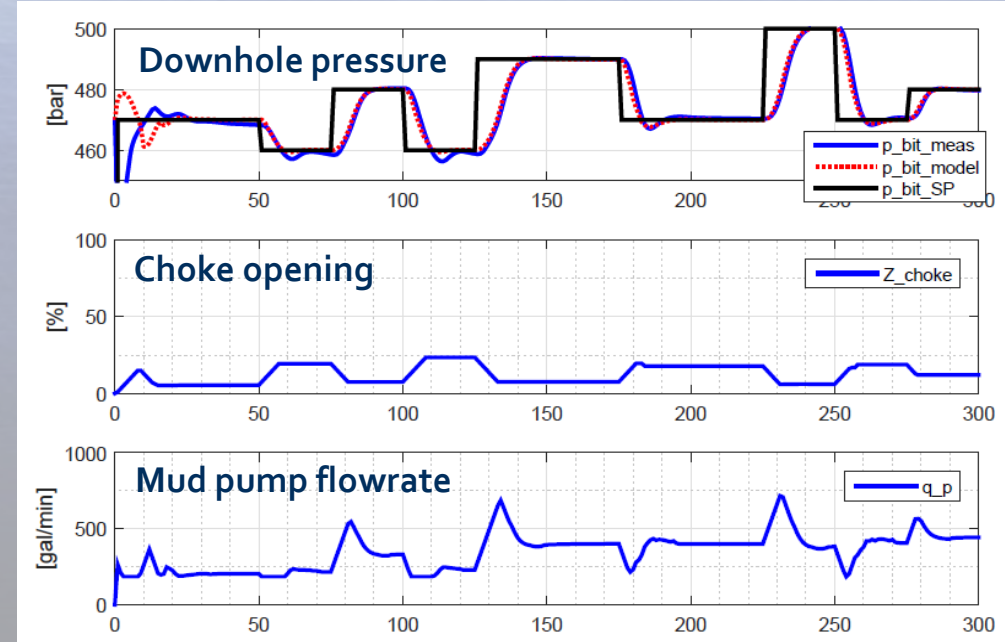 500
Downhole pressure
480
[bar]
460
p_bit_meas
p_bit_model
p_bit_SP
0 50 100 150 200 250 300
100
Choke opening
Z_choke
[%]
50
0
0 50 100 150 200 250 300
1000
Mud pump flowrate
q_p
[gal/min]
500
0
0 50 100 150 200 250 300